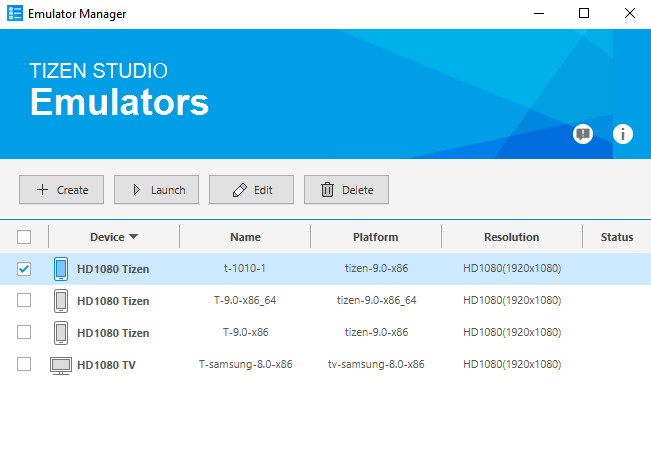 Emulator Manager
TIZEN STUDIO
Emulators
Create Launch Edit Delete
Device Name Platform Resolution Status
HD1080 Tizen t-1010-1 tizen-9.0-x86 HD1080(1920x1080)
HD1080 Tizen T-9.0-x86_64 tizen-9.0-x86_64 HD1080(1920x1080)
HD1080 Tizen T-9.0-x86 tizen-9.0-x86 HD1080(1920x1080)
HD1080 TV T-samsung-8.0-x86 tv-samsung-8.0-x86 HD1080(1920x1080)